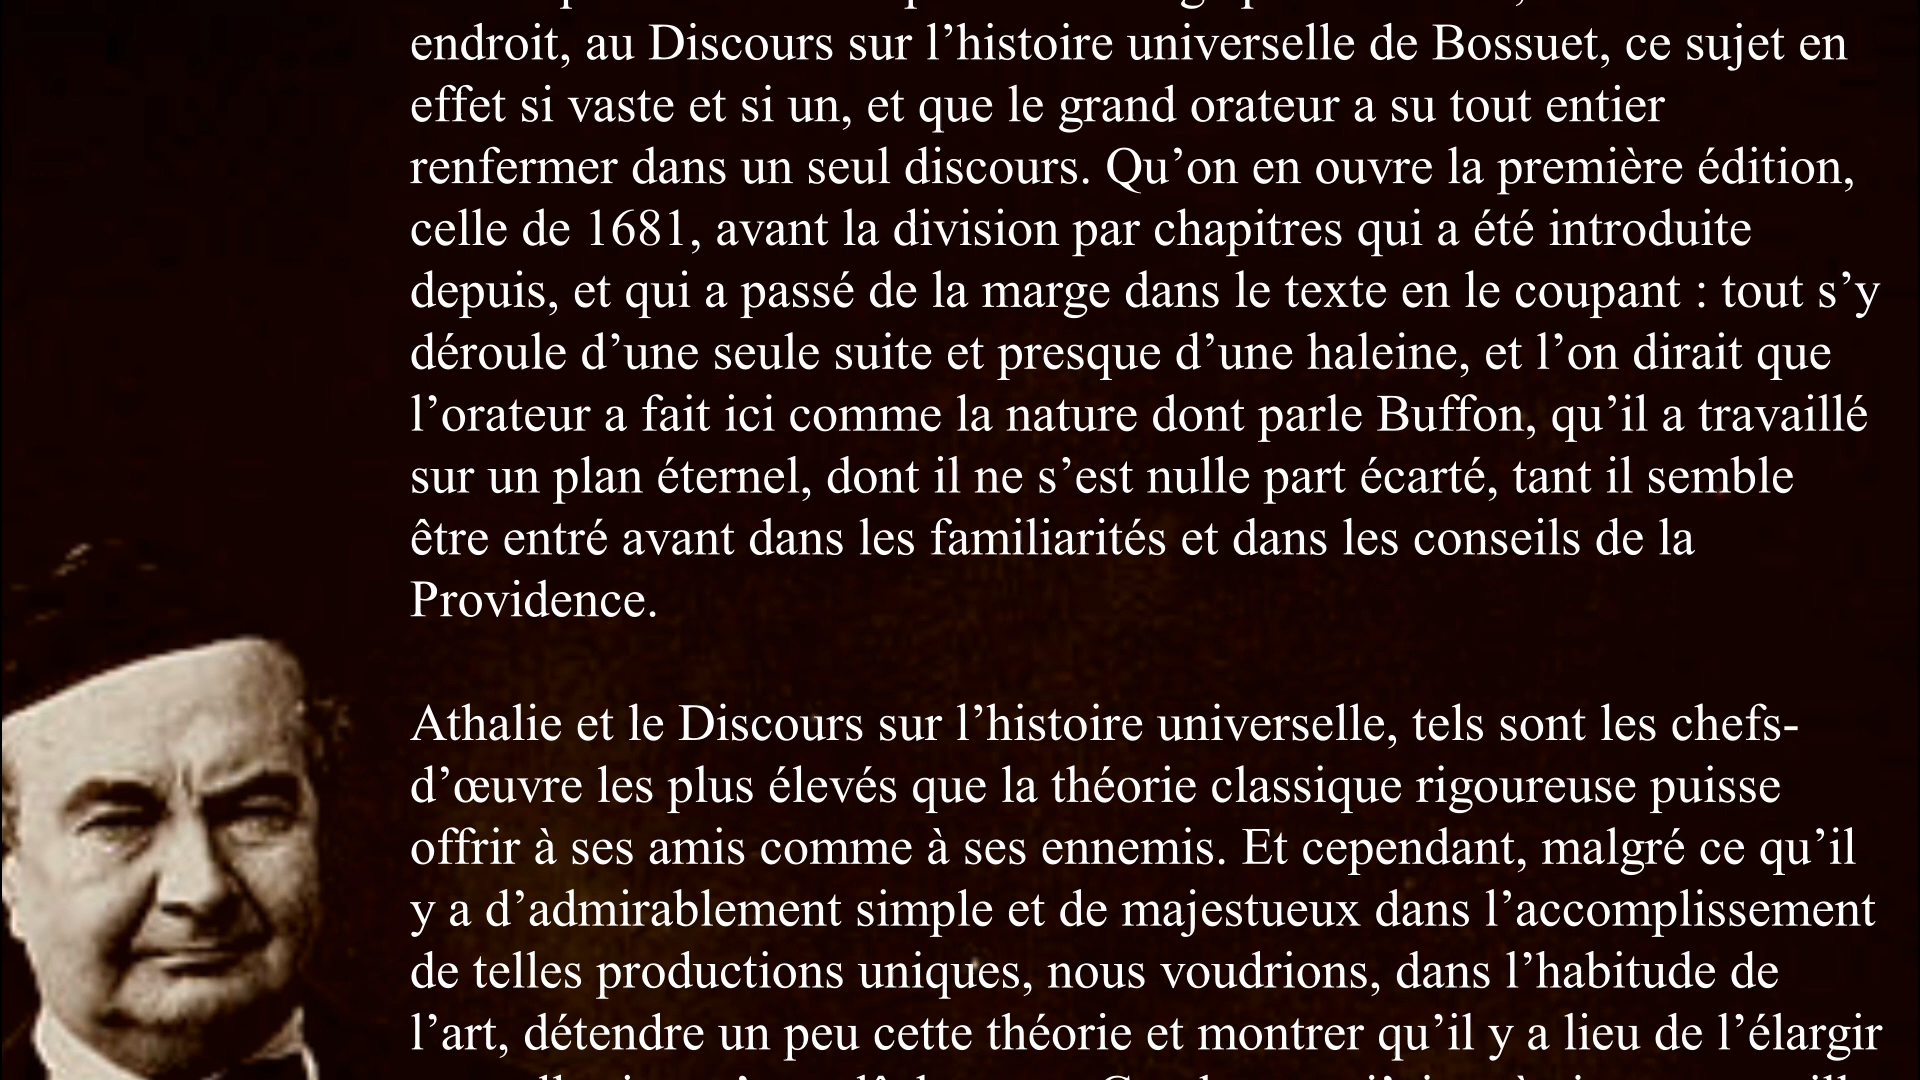 endroit, au Discours sur l’histoire universelle de Bossuet, ce sujet en
effet si vaste et si un, et que le grand orateur a su tout entier
renfermer dans un seul discours. Qu’on en ouvre la première édition,
celle de 1681, avant la division par chapitres qui a été introduite
depuis, et qui a passé de la marge dans le texte en le coupant : tout s’y
déroule d’une seule suite et presque d’une haleine, et l’on dirait que
l’orateur a fait ici comme la nature dont parle Buffon, qu’il a travaillé
sur un plan éternel, dont il ne s’est nulle part écarté, tant il semble
être entré avant dans les familiarités et dans les conseils de la
Providence.
Athalie et le Discours sur l’histoire universelle, tels sont les chefs-
d’œuvre les plus élevés que la théorie classique rigoureuse puisse
offrir à ses amis comme à ses ennemis. Et cependant, malgré ce qu’il
y a d’admirablement simple et de majestueux dans l’accomplissement
de telles productions uniques, nous voudrions, dans l’habitude de
l’art, détendre un peu cette théorie et montrer qu’il y a lieu de l’élargir